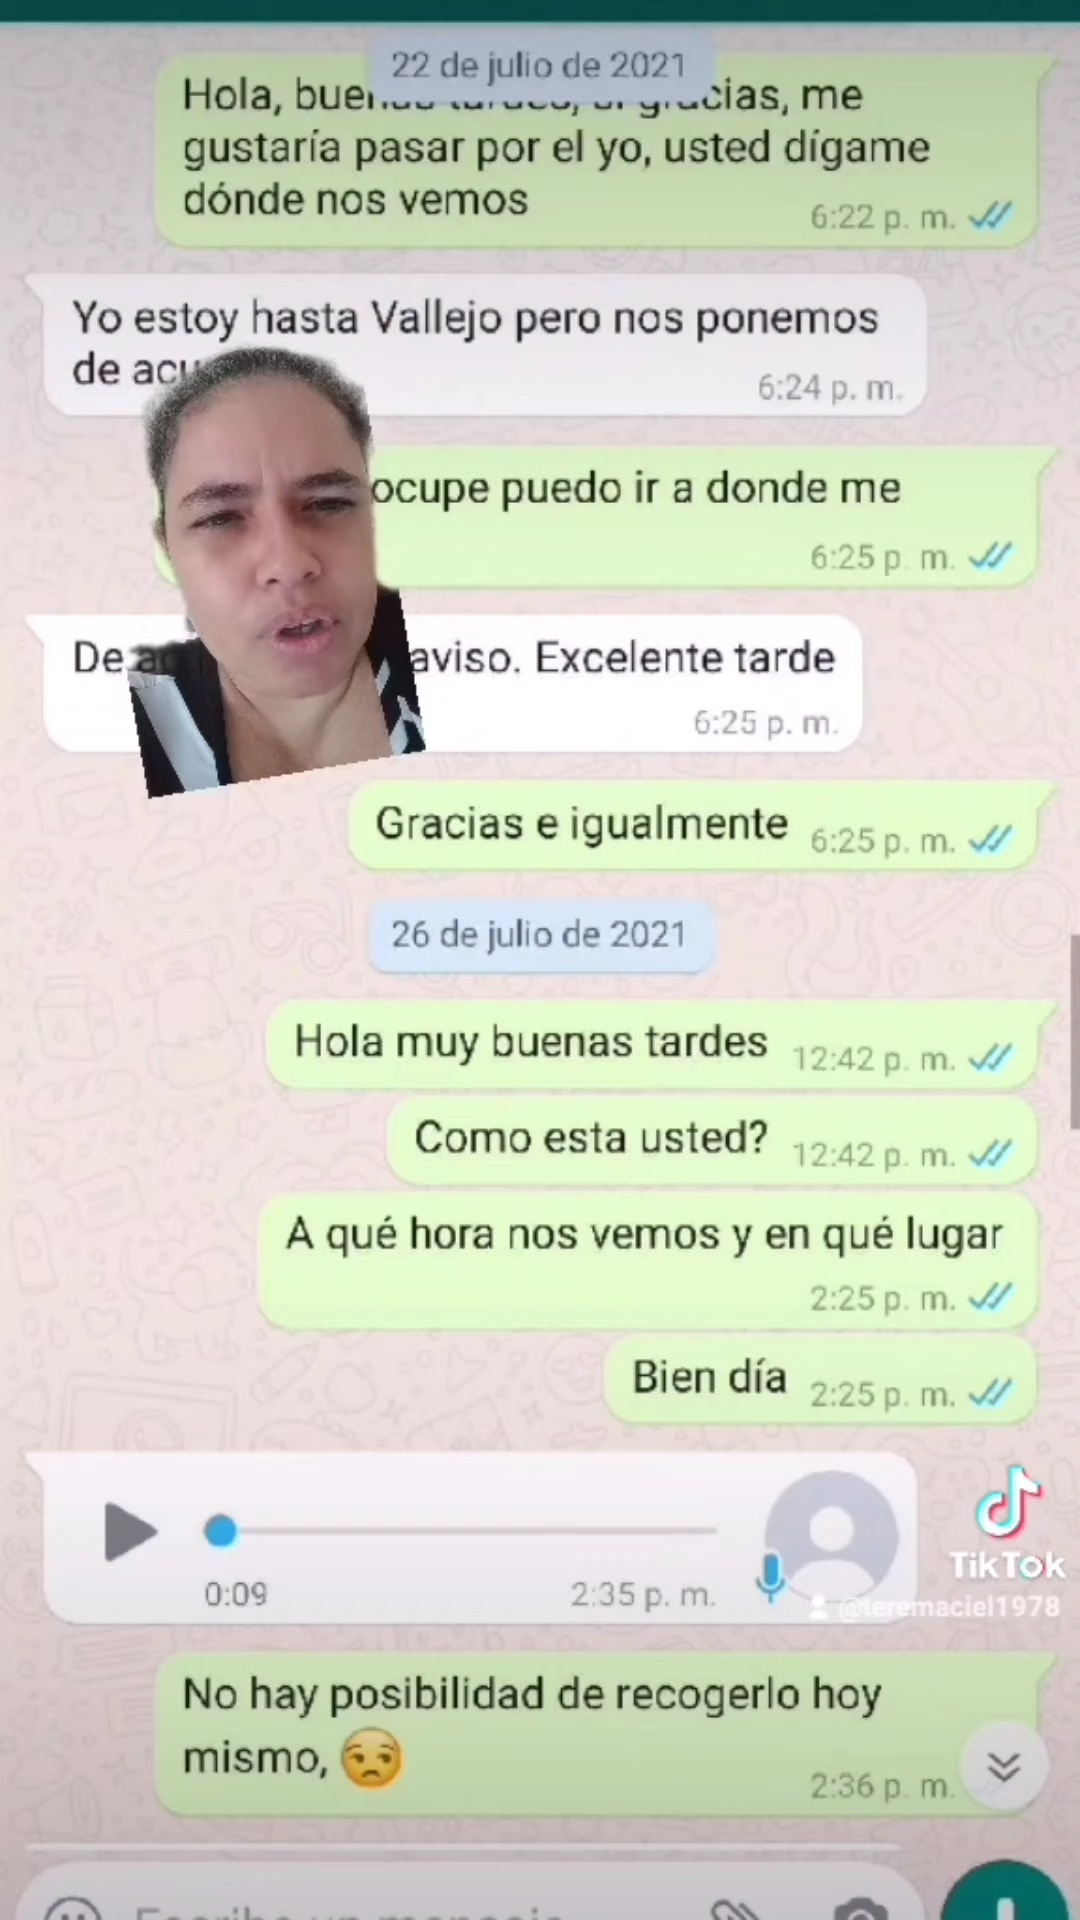 22 de julio de 2021
Hola, cias, me
gustaría pasar por el yo, usted dígame
dónde nos vemos
6:22 p. m.
Yo estoy hasta Vallejo pero nos ponemos
de
6:24 p. m.
ocupe puedo ir a donde me
6:25 p. m.
De aviso. Excelente tarde
6:25 p. m.
Gracias e igualmente 6:25 p. m.
26 de julio de 2021
Hola muy buenas tardes 12:42 p. m.
Como esta usted? 12:42 p. m.
A qué hora nos vemos y en qué lugar
2:25 p. m.
Bien día 2:25 p. m.
0:09 2:35 p. m.
TikTok
@teremaciel1978
No hay posibilidad de recogerlo hoy
mismo,
2:36 p. m.